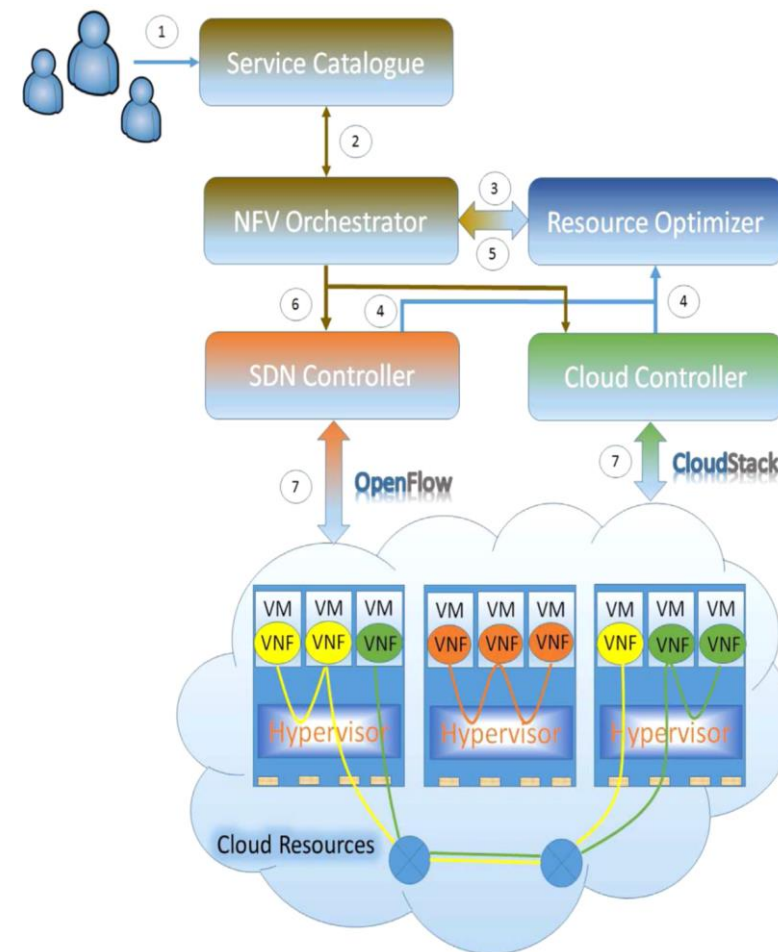 1
Service Catalogue
2
NFV Orchestrator
3
5
Resource Optimizer
6
4
4
SDN Controller
Cloud Controller
7
OpenFlow
7
CloudStack
VM VM VM
VNF VNF VNF
Hypervisor
VM VM VM
VNF VNF VNF
Hypervisor
VM VM VM
VNF VNF VNF
Hypervisor
Cloud Resources